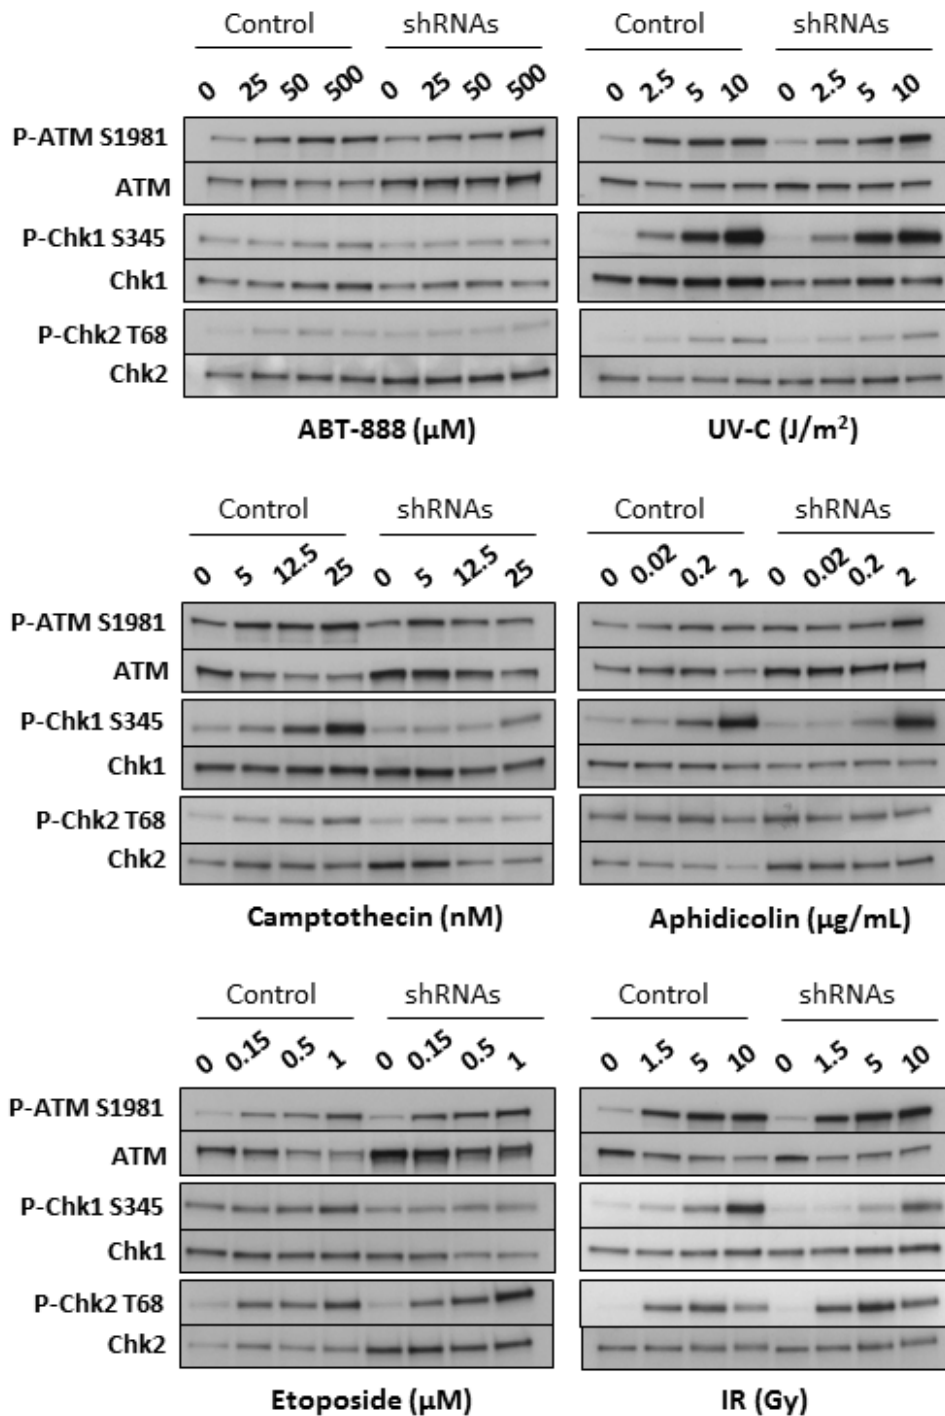 Control shRNAs Control shRNAs
0 25 50 500 0 25 50 500 0 2.5 5 10 0 2.5 5 10
P-ATM S1981
ATM
P-Chk1 S345
Chk1
P-Chk2 T68
Chk2
ABT-888 (µM) UV-C (J/m²)
Control shRNAs Control shRNAs
0 5 12.5 25 0 5 12.5 25 0 0.02 0.2 2 0 0.02 0.2 2
P-ATM S1981
ATM
P-Chk1 S345
Chk1
P-Chk2 T68
Chk2
Camptothecin (nM) Aphidicolin (µg/mL)
Control shRNAs Control shRNAs
0 0.15 0.5 1 0 0.15 0.5 1 0 1.5 5 10 0 1.5 5 10
P-ATM S1981
ATM
P-Chk1 S345
Chk1
P-Chk2 T68
Chk2
Etoposide (µM) IR (Gy)